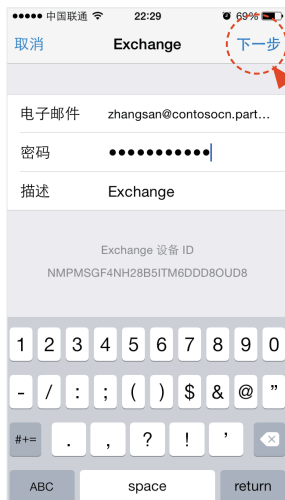 中国联通 22:29 69%
取消 Exchange 下一步
电子邮件 zhangsan@contosocn.part...
密码 ●●●●●●●●●●●
描述 Exchange
Exchange 设备 ID
NMPMSGF4NH28B5ITM6DDD8OUD8
1 2 3 4 5 6 7 8 9 0
- / : ; ( ) $ & @ ”
#+= . , ? ! ’
ABC space return